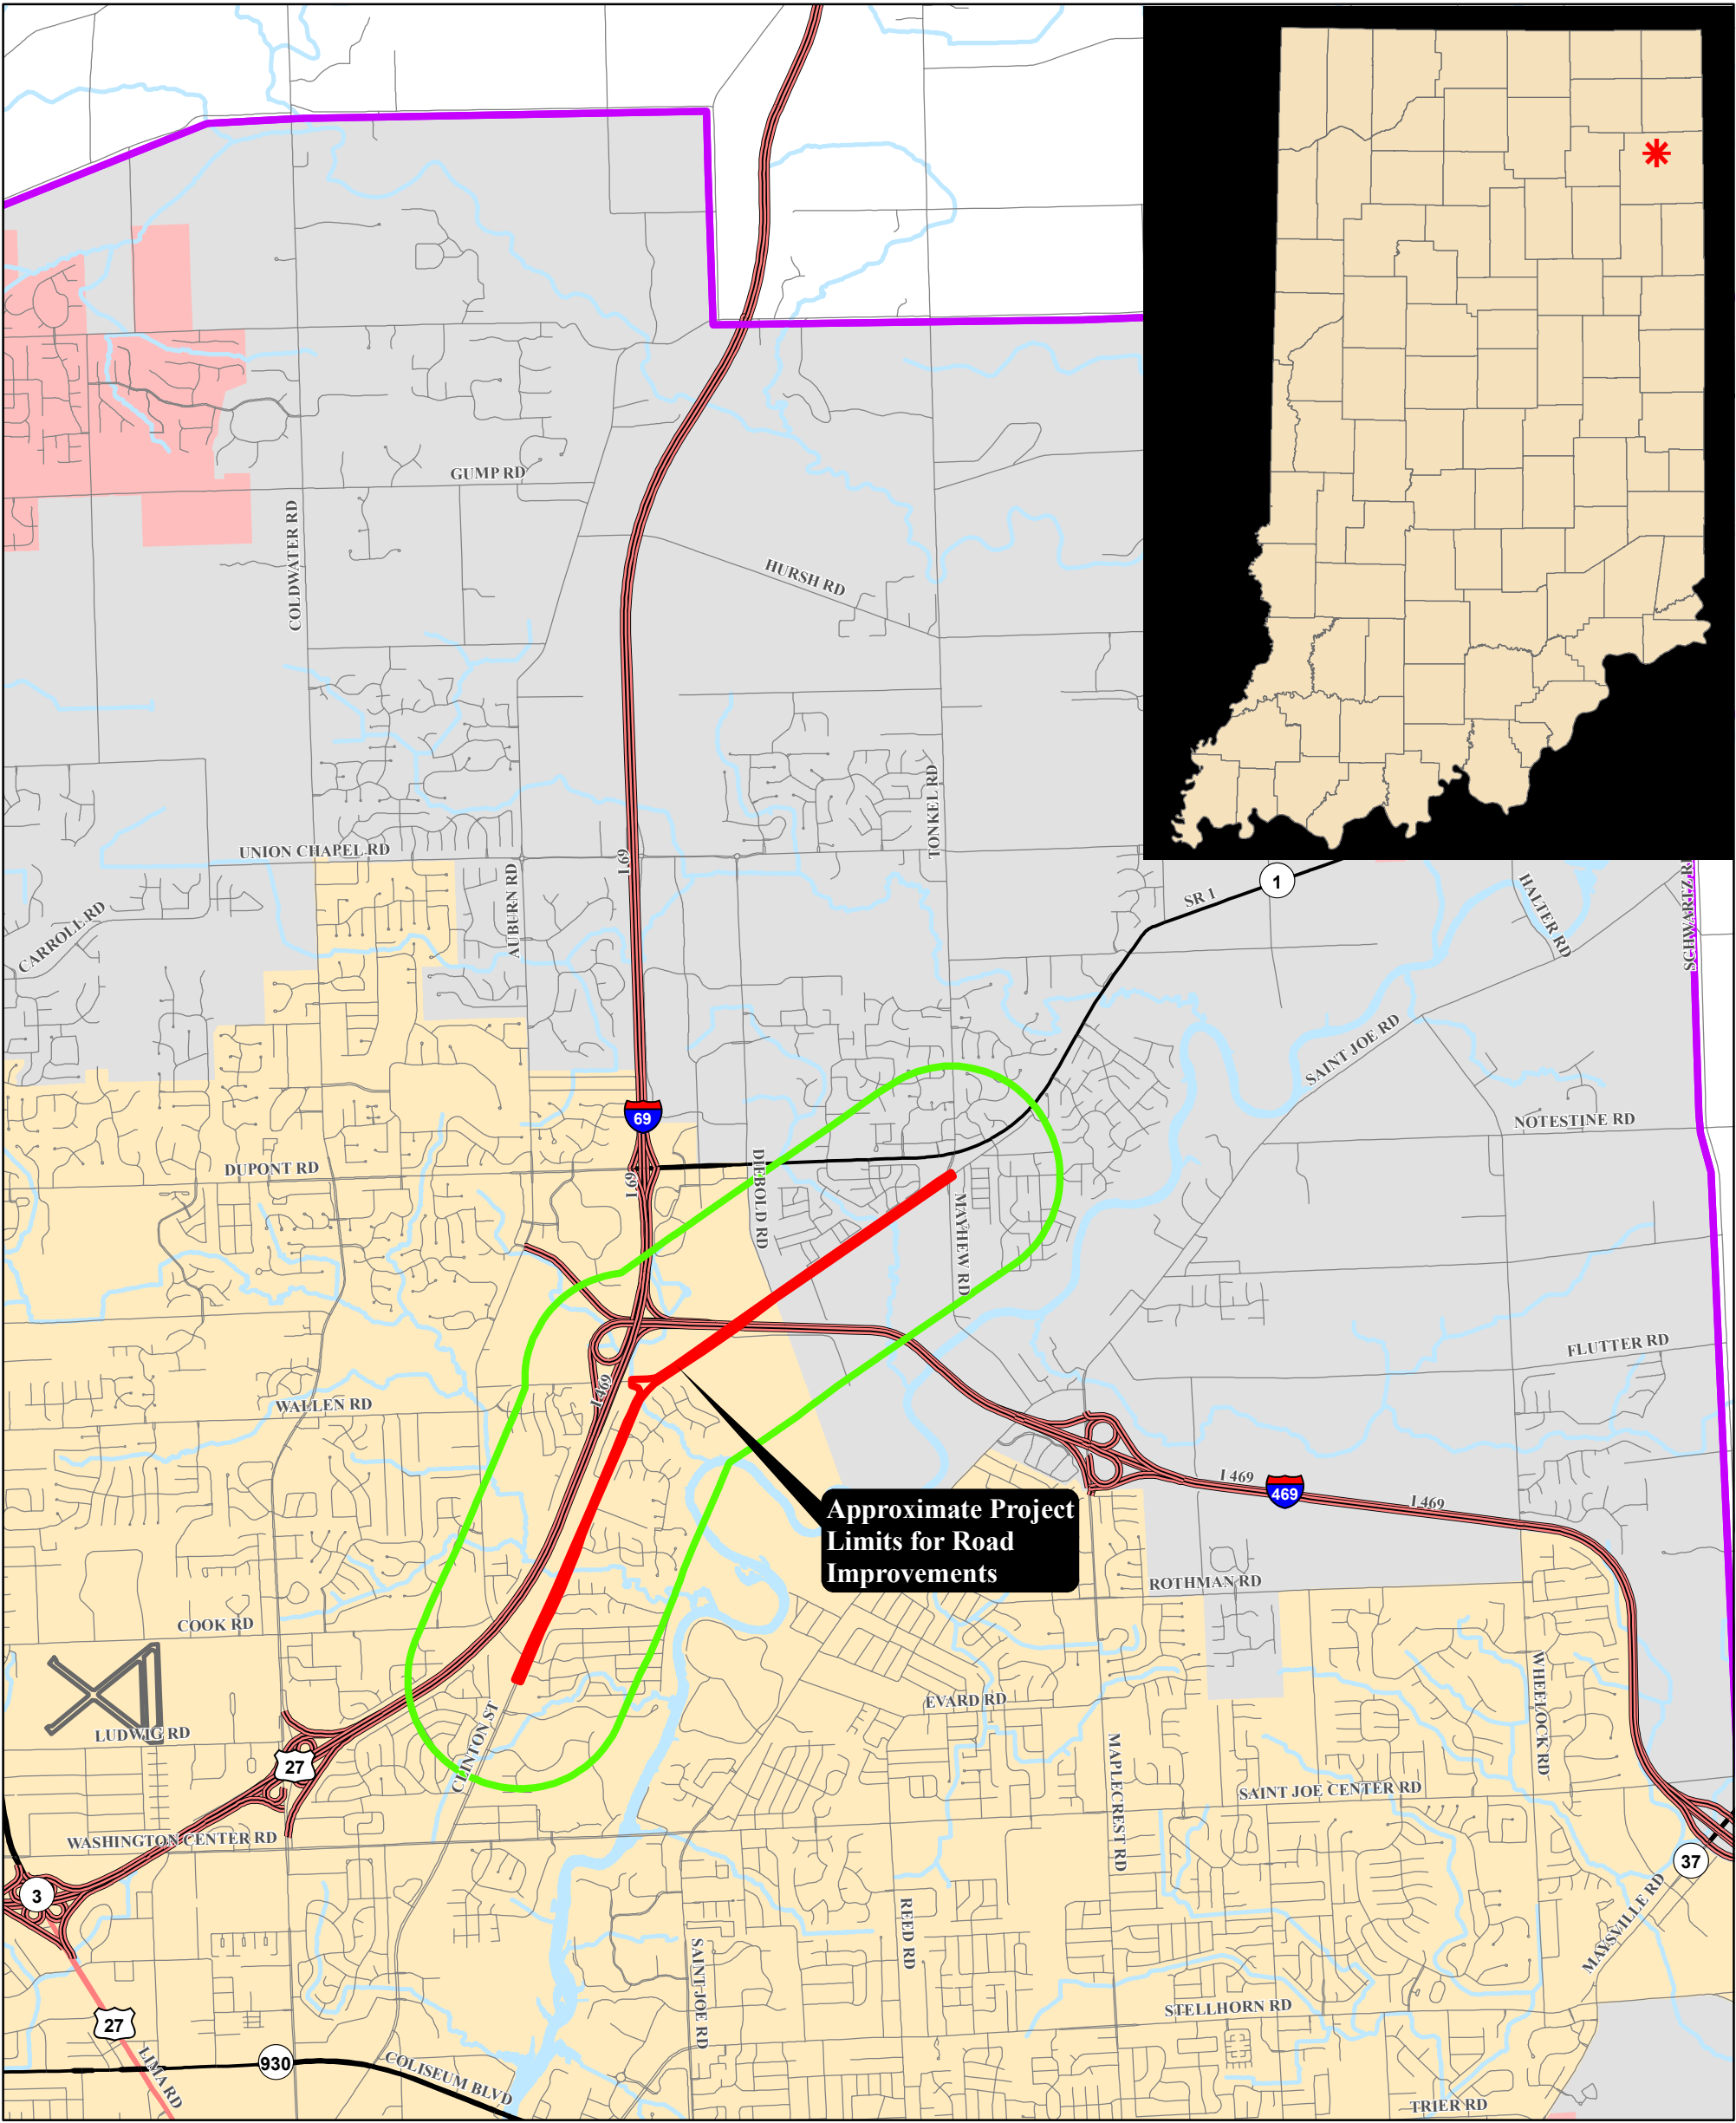 GUMP RD
COLDWATER RD
HURSH RD
TONKEL RD
UNION CHAPEL RD
I 69
AUBURN RD
CARROLL RD
SR 1
1
HALTER RD
SCHWARTZ R
SAINT JOE RD
69
NOTESTINE RD
DUPONT RD
I 69
DIEBOLD RD
MAYHEW RD
FLUTTER RD
I 469
WALLEN RD
I 469
469
I 469
Approximate Project
Limits for Road
Improvements
ROTHMAN RD
COOK RD
WHEELOCK RD
EVARD RD
LUDWIG RD
CLINTON ST
27
MAPLECREST RD
SAINT JOE CENTER RD
WASHINGTON CENTER RD
37
3
MAYSVILLE RD
REED RD
SAINT JOE RD
STELLHORN RD
27
930
LIMA RD
COLISEUM BLVD
TRIER RD